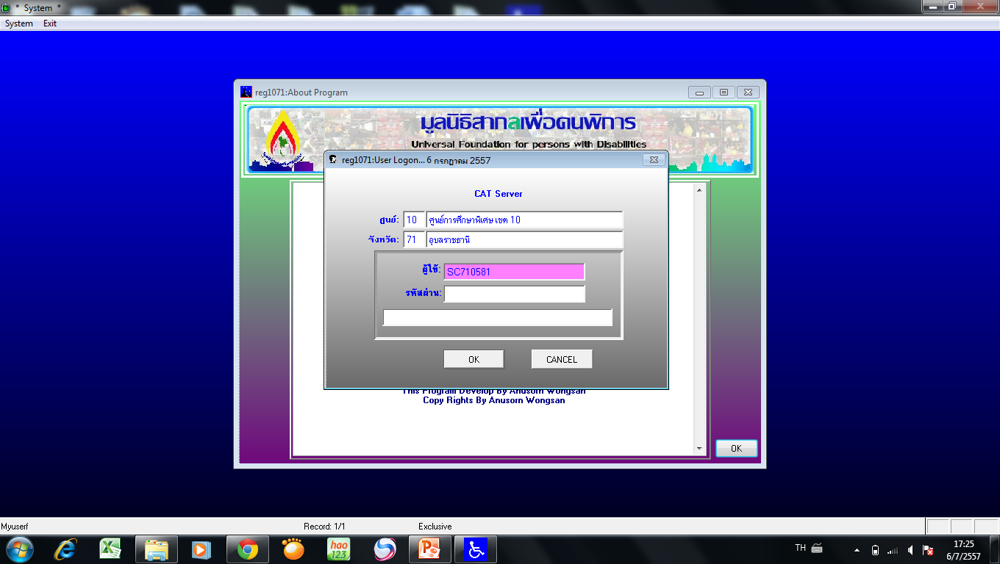 * System *
System Exit
reg1071:About Program
มูลนิธิสากลเพื่อคนพิการ
Universal Foundation for persons with Disabilities
reg1071:User Logon... 6 กรกฎาคม 2557
CAT Server
ศูนย์: 10 ศูนย์การศึกษาพิเศษ เขต 10
จังหวัด: 71 อุบลราชธานี
ผู้ใช้: SC710581
รหัสผ่าน:
OK CANCEL
This Program Develop By Anusorn Wongsan
Copy Rights By Anusorn Wongsan
OK
Myuserf Record: 1/1 Exclusive
hao
123
TH
17:25
6/7/2557